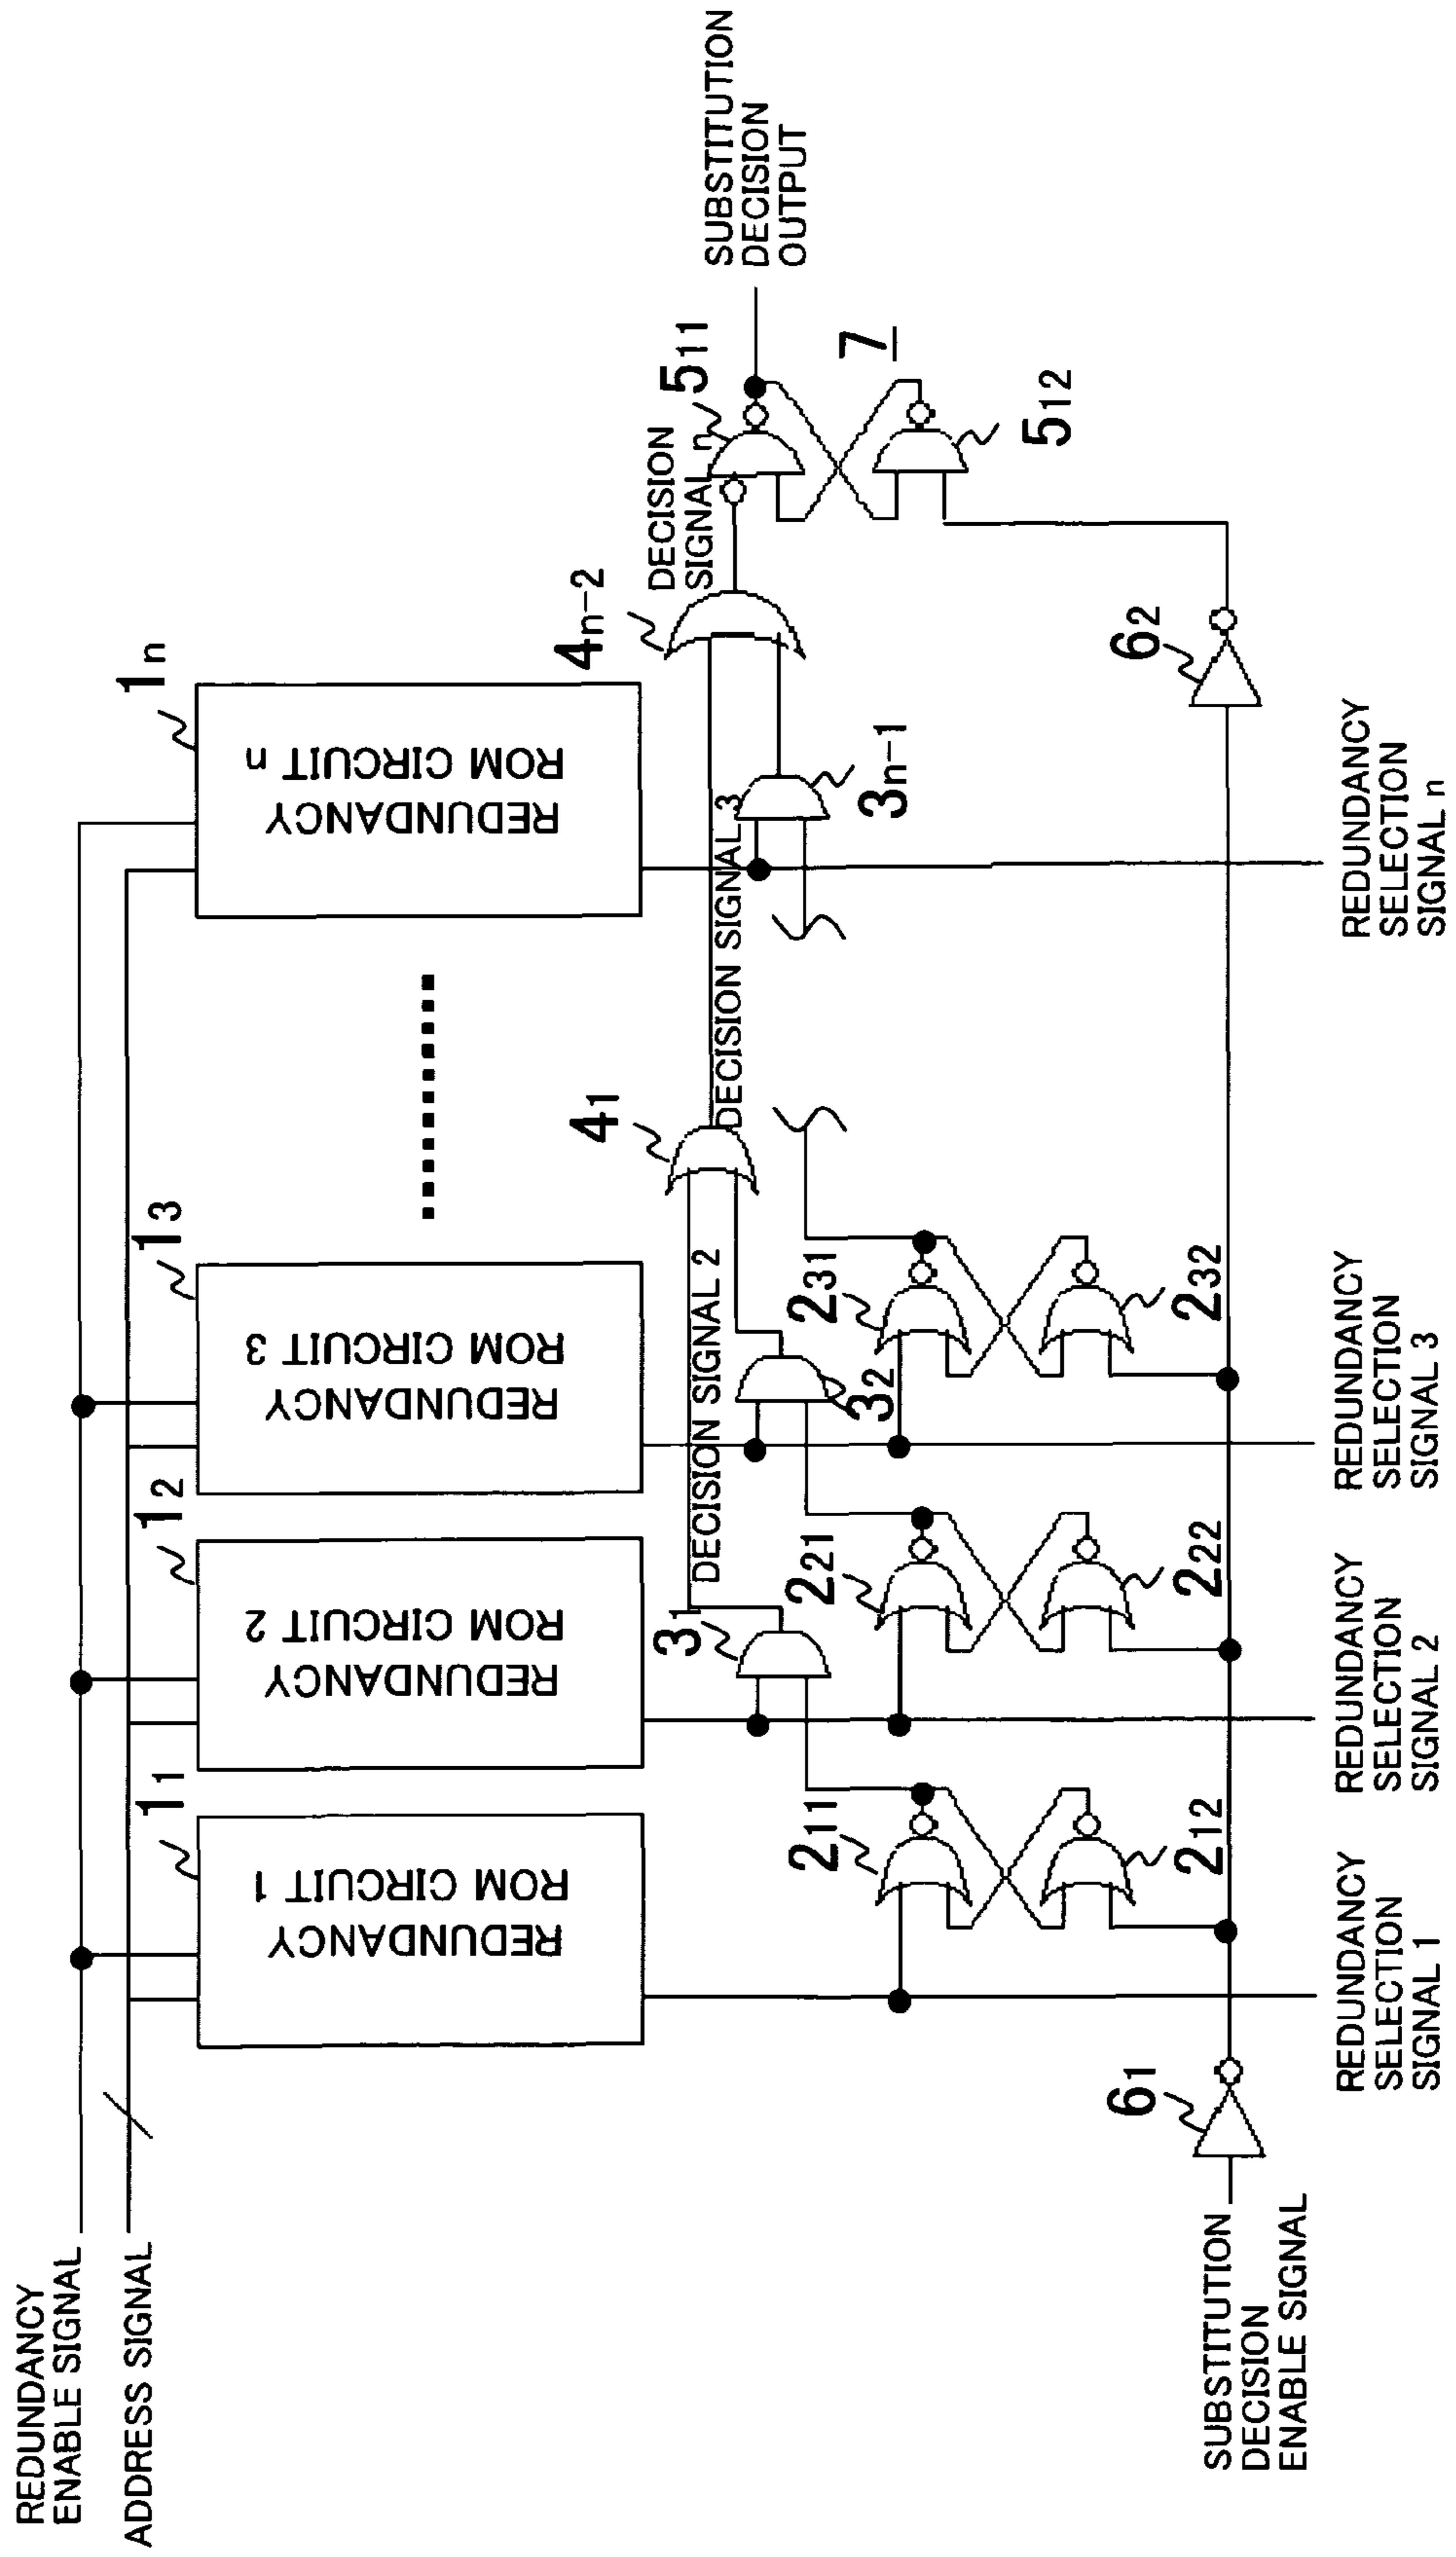 REDUNDANCY
ENABLE SIGNAL
ADDRESS SIGNAL
1₁
1₂
1₃
1ₙ
REDUNDANCY
ROM CIRCUIT 1
REDUNDANCY
ROM CIRCUIT 2
REDUNDANCY
ROM CIRCUIT 3
REDUNDANCY
ROM CIRCUIT n
3₁
DECISION SIGNAL 2
3₂
4₁
DECISION SIGNAL 3
3ₙ₋₁
4ₙ₋₂
DECISION
SIGNAL n
5₁₁
5₁₂
7
SUBSTITUTION
DECISION
OUTPUT
2₁₁
2₁₂
2₂₁
2₂₂
2₃₁
2₃₂
6₁
6₂
SUBSTITUTION
DECISION
ENABLE SIGNAL
REDUNDANCY
SELECTION
SIGNAL 1
REDUNDANCY
SELECTION
SIGNAL 2
REDUNDANCY
SELECTION
SIGNAL 3
REDUNDANCY
SELECTION
SIGNAL n